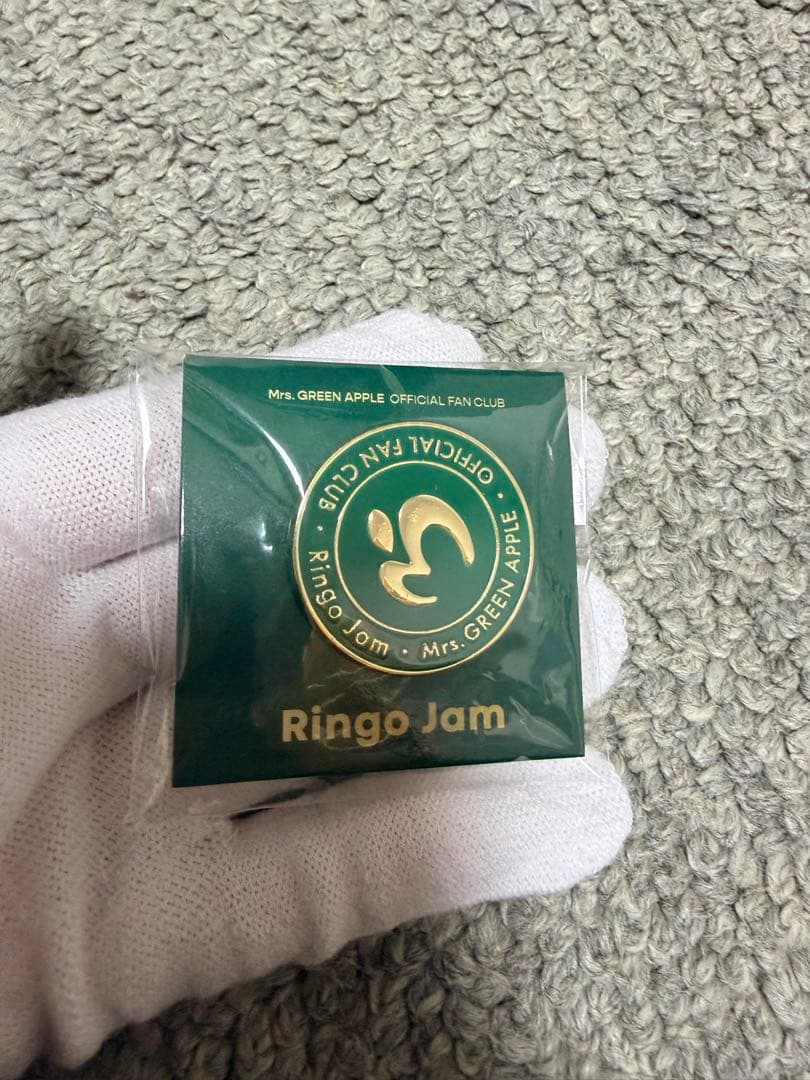 Mrs. GREEN APPLE OFFICIAL FAN CLUB
OFFICIAL FAN CLUB • Ringo Jam • Mrs. GREEN APPLE •
Ringo Jam